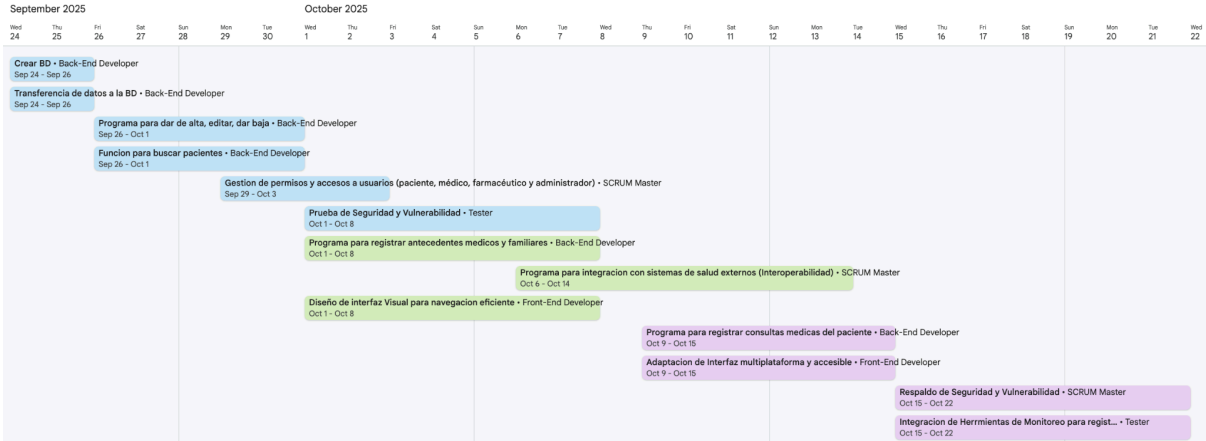 September 2025 October 2025
Wed Thu Fri Sat Sun Mon Tue Wed Thu Fri Sat Sun Mon Tue Wed Thu Fri Sat Sun Mon Tue Wed Thu Fri Sat Sun Mon Tue Wed
24 25 26 27 28 29 30 1 2 3 4 5 6 7 8 9 10 11 12 13 14 15 16 17 18 19 20 21 22
Crear BD • Back-End Developer
Sep 24 - Sep 26
Transferencia de datos a la BD • Back-End Developer
Sep 24 - Sep 26
Programa para dar de alta, editar, dar baja • Back-End Developer
Sep 26 - Oct 1
Funcion para buscar pacientes • Back-End Developer
Sep 26 - Oct 1
Gestion de permisos y accesos a usuarios (paciente, médico, farmacéutico y administrador) • SCRUM Master
Sep 29 - Oct 3
Prueba de Seguridad y Vulnerabilidad • Tester
Oct 1 - Oct 8
Programa para registrar antecedentes medicos y familiares • Back-End Developer
Oct 1 - Oct 8
Programa para integracion con sistemas de salud externos (Interoperabilidad) • SCRUM Master
Oct 6 - Oct 14
Diseño de interfaz Visual para navegacion eficiente • Front-End Developer
Oct 1 - Oct 8
Programa para registrar consultas medicas del paciente • Back-End Developer
Oct 9 - Oct 15
Adaptacion de Interfaz multiplataforma y accesible • Front-End Developer
Oct 9 - Oct 15
Respaldo de Seguridad y Vulnerabilidad • SCRUM Master
Oct 15 - Oct 22
Integracion de Herrmientas de Monitoreo para regist... • Tester
Oct 15 - Oct 22